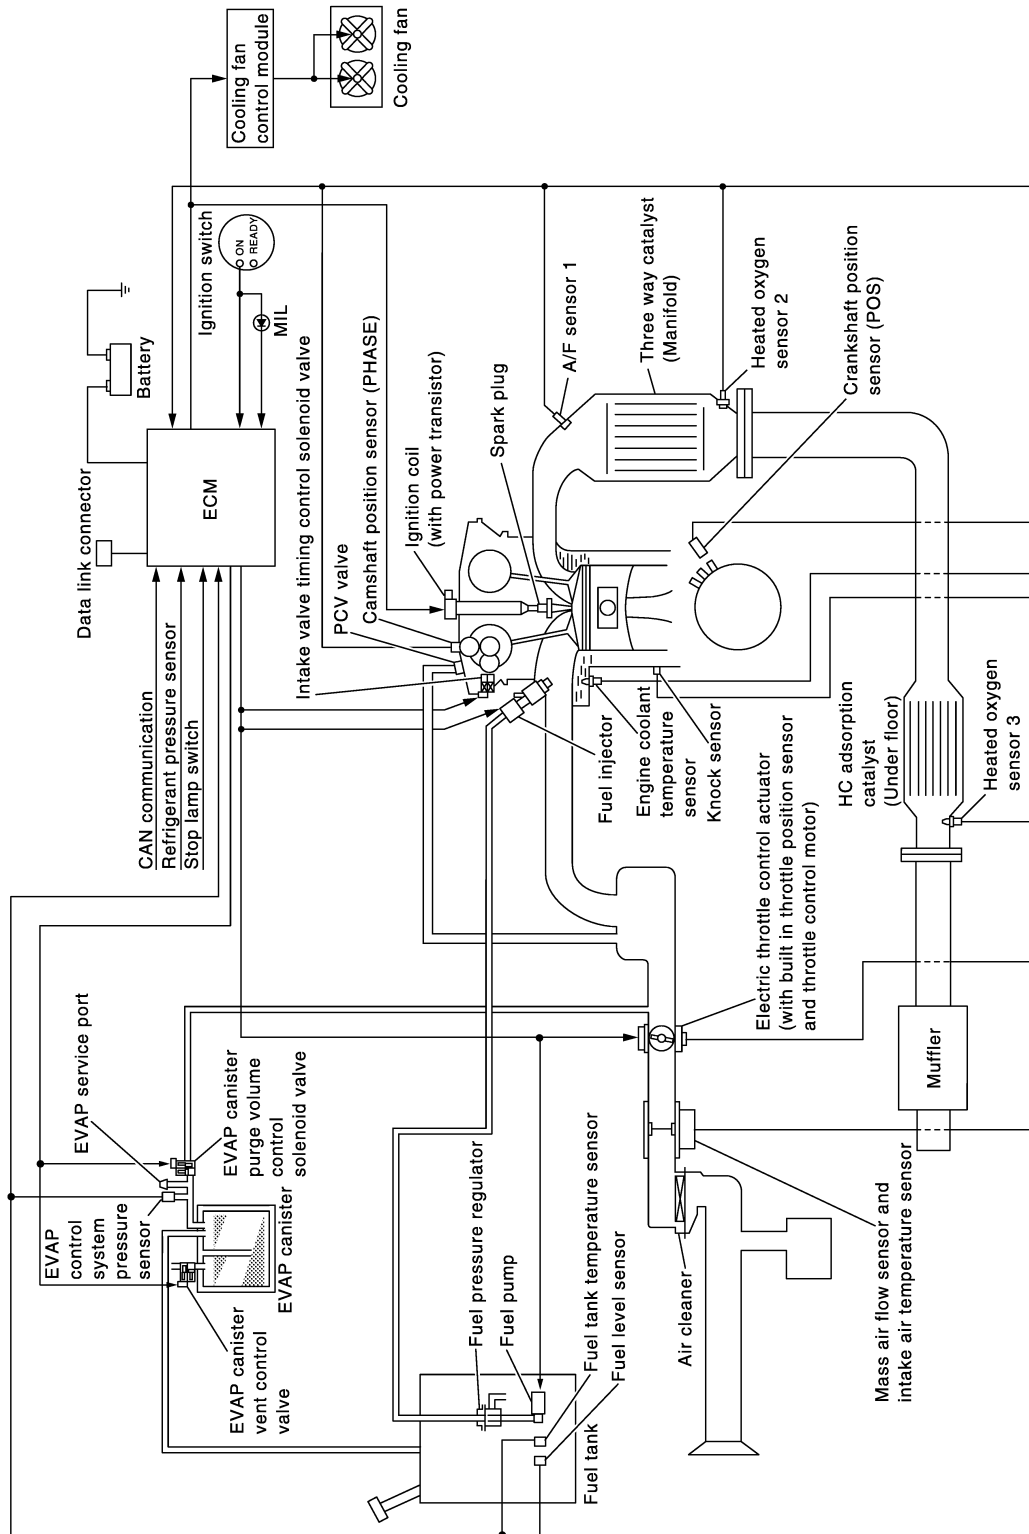 Cooling fan
control module
Cooling fan
Ignition switch
ON
READY
MIL
Battery
Data link connector
ECM
CAN communication
Refrigerant pressure sensor
Stop lamp switch
Intake valve timing control solenoid valve
PCV valve
Camshaft position sensor (PHASE)
Ignition coil
(with power transistor)
Spark plug
A/F sensor 1
Three way catalyst
(Manifold)
Heated oxygen
sensor 2
Crankshaft position
sensor (POS)
Fuel injector
Engine coolant
temperature
sensor
Knock sensor
HC adsorption
catalyst
(Under floor)
Heated oxygen
sensor 3
Electric throttle control actuator
(with built in throttle position sensor
and throttle control motor)
Muffler
EVAP service port
EVAP canister
purge volume
control
solenoid valve
EVAP
control
system
pressure
sensor
EVAP canister
EVAP canister
vent control
valve
Fuel pressure regulator
Fuel pump
Fuel tank temperature sensor
Fuel level sensor
Fuel tank
Air cleaner
Mass air flow sensor and
intake air temperature sensor